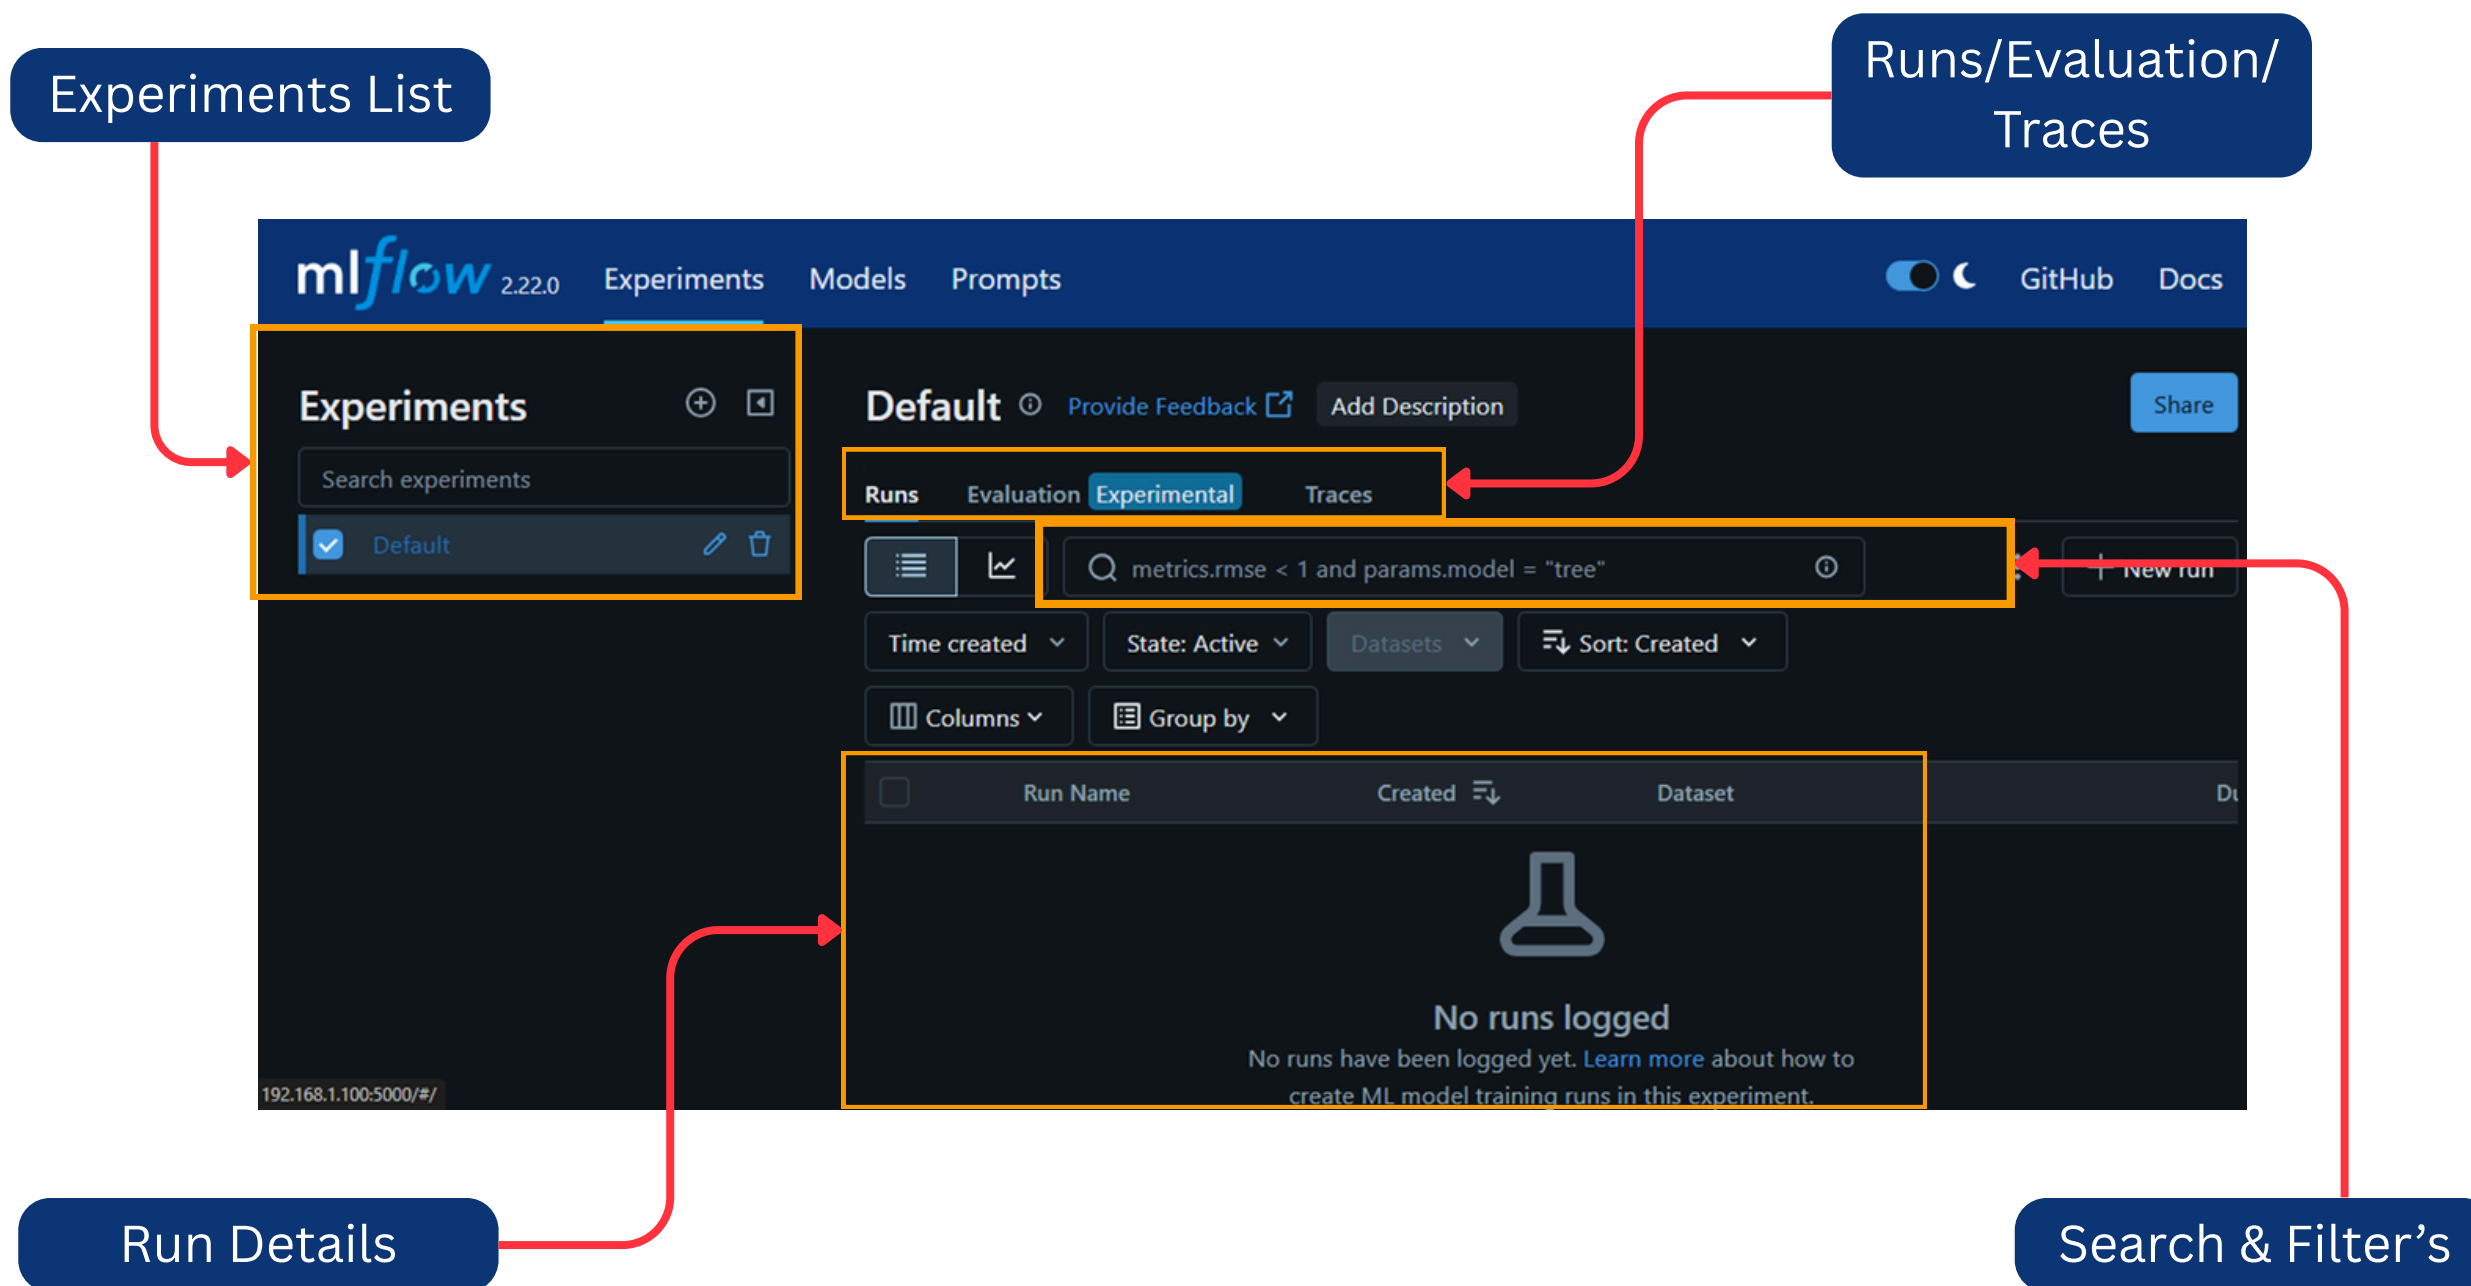 Experiments List
Runs/Evaluation/
Traces
mlflow 2.22.0 Experiments Models Prompts GitHub Docs
Experiments
Search experiments
Default
Default Provide Feedback Add Description Share
Runs Evaluation Experimental Traces
metrics.rmse < 1 and params.model = "tree" New run
Time created State: Active Datasets Sort: Created
Columns Group by
Run Name Created Dataset Du
No runs logged
No runs have been logged yet. Learn more about how to
create ML model training runs in this experiment.
192.168.1.100:5000/#/
Run Details
Search & Filter’s